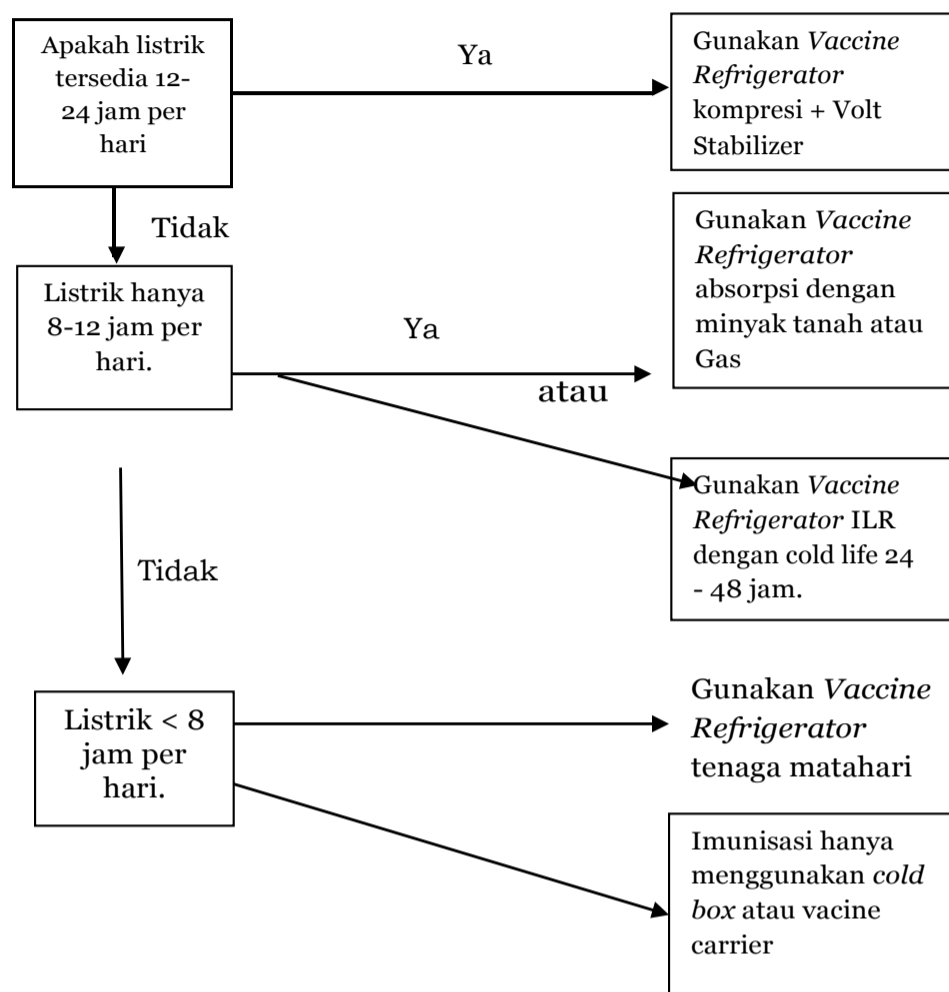 Apakah listrik
tersedia 12-
24 jam per
hari
Ya
Gunakan Vaccine
Refrigerator
kompresi + Volt
Stabilizer
Tidak
Listrik hanya
8-12 jam per
hari.
Ya
atau
Gunakan Vaccine
Refrigerator
absorpsi dengan
minyak tanah atau
Gas
Gunakan Vaccine
Refrigerator ILR
dengan cold life 24
- 48 jam.
Tidak
Listrik < 8
jam per
hari.
Gunakan Vaccine
Refrigerator
tenaga matahari
Imunisasi hanya
menggunakan cold
box atau vacine
carrier